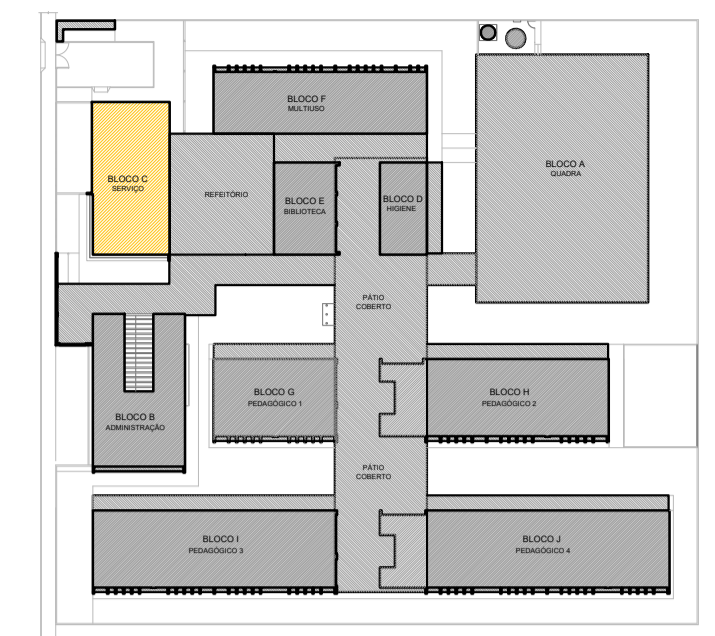 BLOCO F
MULTIUSO
BLOCO A
QUADRA
BLOCO C
SERVIÇO
REFEITÓRIO
BLOCO E
BIBLIOTECA
BLOCO D
HIGIENE
PÁTIO
COBERTO
BLOCO G
PEDAGÓGICO 1
BLOCO H
PEDAGÓGICO 2
BLOCO B
ADMINISTRAÇÃO
PÁTIO
COBERTO
BLOCO I
PEDAGÓGICO 3
BLOCO J
PEDAGÓGICO 4